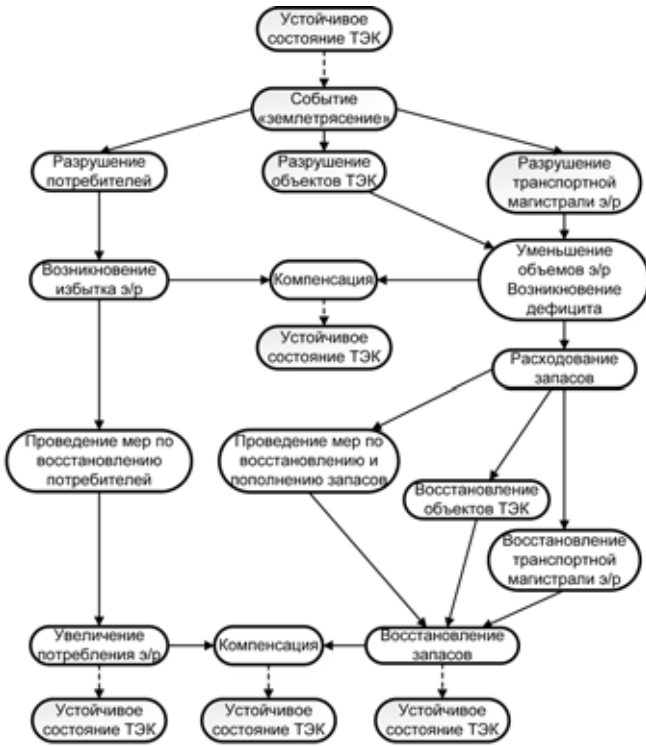 Устойчивое
состояние ТЭК
Событие
«землетрясение»
Разрушение
потребителей
Разрушение
объектов ТЭК
Разрушение
транспортной
магистрали э/р
Возникновение
избытка э/р
Компенсация
Уменьшение
объемов э/р
Возникновение
дефицита
Устойчивое
состояние ТЭК
Расходование
запасов
Проведение мер по
восстановлению
потребителей
Проведение мер по
восстановлению и
пополнению запасов
Восстановление
объектов ТЭК
Восстановление
транспортной
магистрали э/р
Увеличение
потребления э/р
Компенсация
Восстановление
запасов
Устойчивое
состояние ТЭК
Устойчивое
состояние ТЭК
Устойчивое
состояние ТЭК